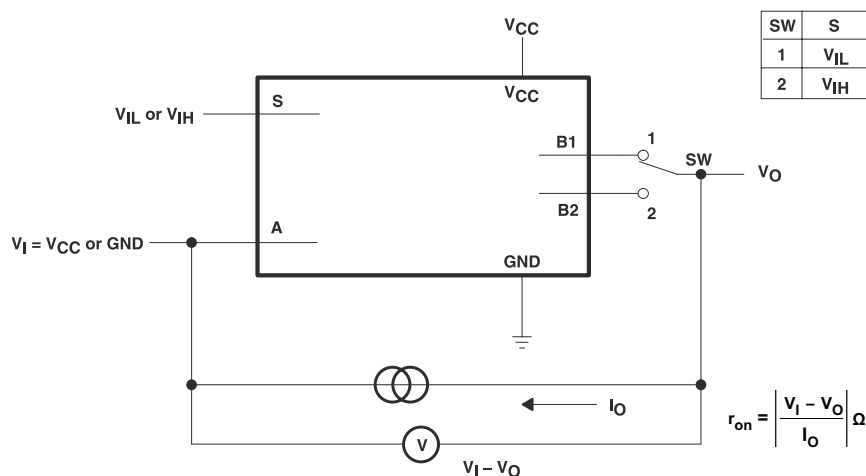 VCC
SW S
1 VIL
2 VIH
VCC
S
VIL or VIH
B1
1
SW
VO
B2
2
A
VI = VCC or GND
GND
IO
ron = | VI – VO / IO | Ω
V
VI – VO